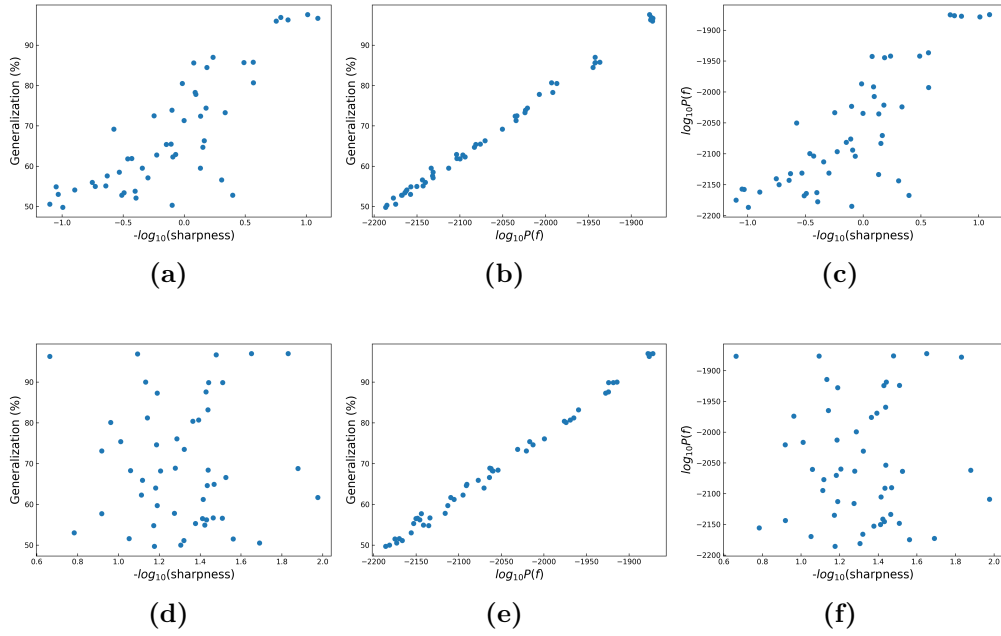 Generalization (%)
90
80
70
60
50
−1.0 −0.5 0.0 0.5 1.0
-log₁₀(sharpness)
(a)
Generalization (%)
90
80
70
60
50
−2200 −2150 −2100 −2050 −2000 −1950 −1900
log₁₀P(f)
(b)
log₁₀P(f)
−1900
−1950
−2000
−2050
−2100
−2150
−2200
−1.0 −0.5 0.0 0.5 1.0
-log₁₀(sharpness)
(c)
Generalization (%)
90
80
70
60
50
0.6 0.8 1.0 1.2 1.4 1.6 1.8 2.0
-log₁₀(sharpness)
(d)
Generalization (%)
90
80
70
60
50
−2200 −2150 −2100 −2050 −2000 −1950 −1900
log₁₀P(f)
(e)
log₁₀P(f)
−1900
−1950
−2000
−2050
−2100
−2150
−2200
0.6 0.8 1.0 1.2 1.4 1.6 1.8 2.0
-log₁₀(sharpness)
(f)